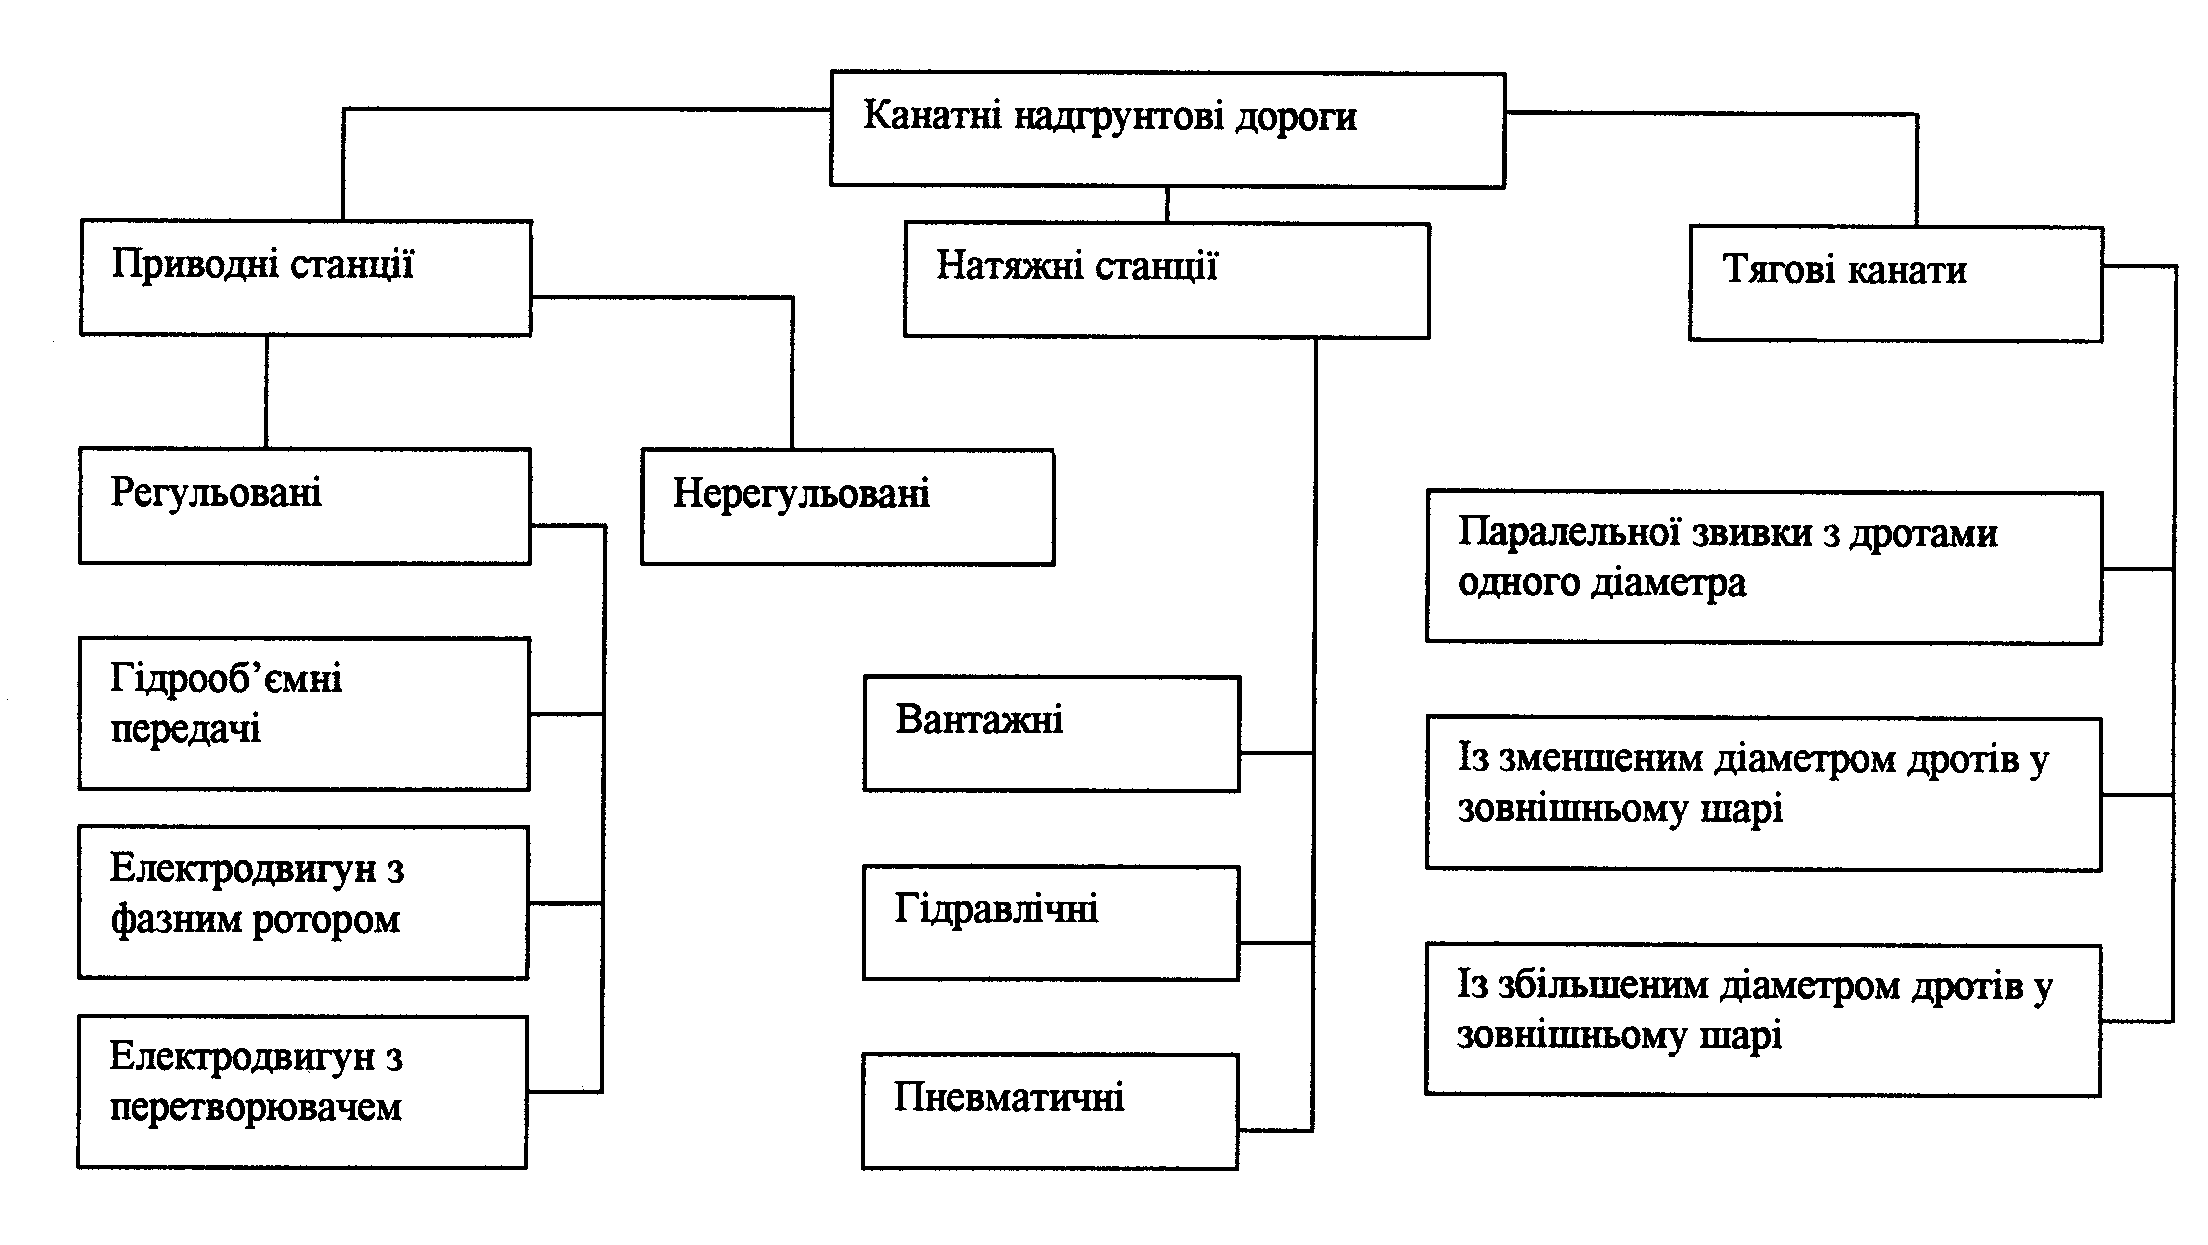 Канатні надгрунтові дороги
Приводні станції
Натяжні станції
Тягові канати
Регульовані
Нерегульовані
Гідрооб’ємні
передачі
Електродвигун з
фазним ротором
Електродвигун з
перетворювачем
Вантажні
Гідравлічні
Пневматичні
Паралельної звивки з дротами
одного діаметра
Із зменшеним діаметром дротів у
зовнішньому шарі
Із збільшеним діаметром дротів у
зовнішньому шарі